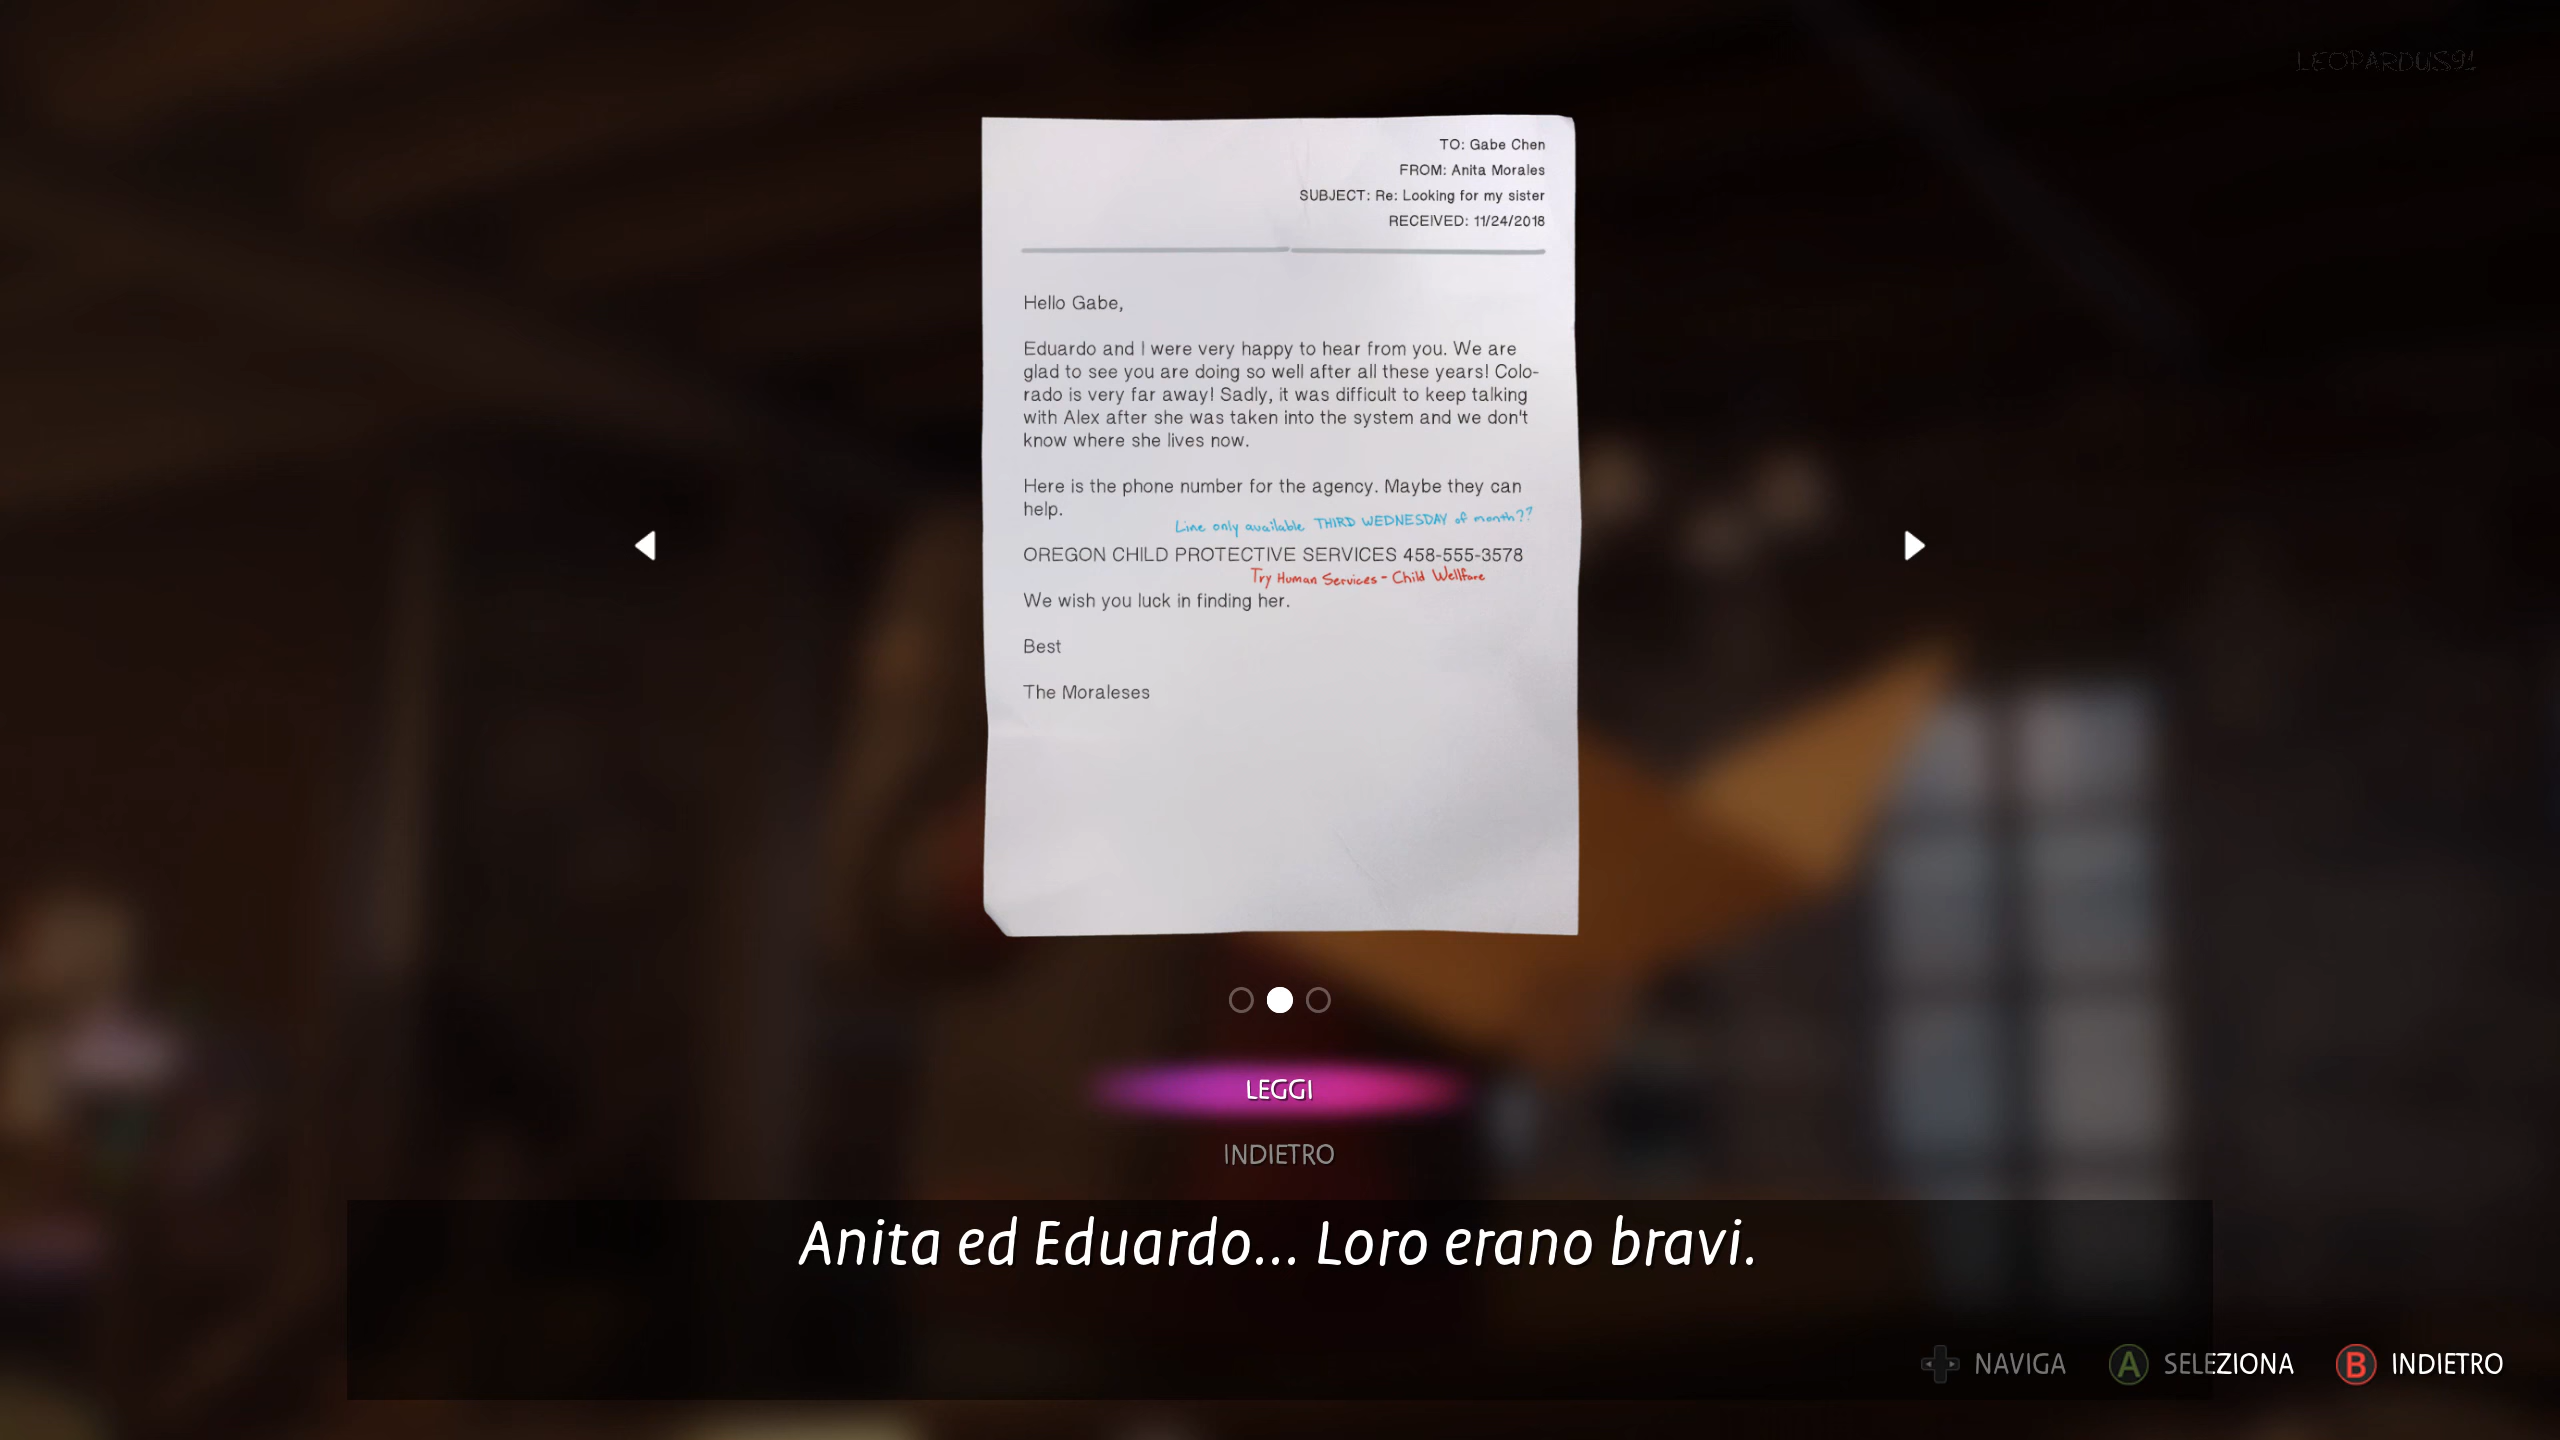 LEOPARDUS91
TO: Gabe Chen
FROM: Anita Morales
SUBJECT: Re: Looking for my sister
RECEIVED: 11/24/2018
Hello Gabe,
Eduardo and I were very happy to hear from you. We are
glad to see you are doing so well after all these years! Colo-
rado is very far away! Sadly, it was difficult to keep talking
with Alex after she was taken into the system and we don't
know where she lives now.
Here is the phone number for the agency. Maybe they can
help.
Line only available THIRD WEDNESDAY of month??
OREGON CHILD PROTECTIVE SERVICES 458-555-3578
Try Human Services - Child Wellfare
We wish you luck in finding her.
Best
The Moraleses
LEGGI
INDIETRO
Anita ed Eduardo... Loro erano bravi.
NAVIGA A SELEZIONA B INDIETRO